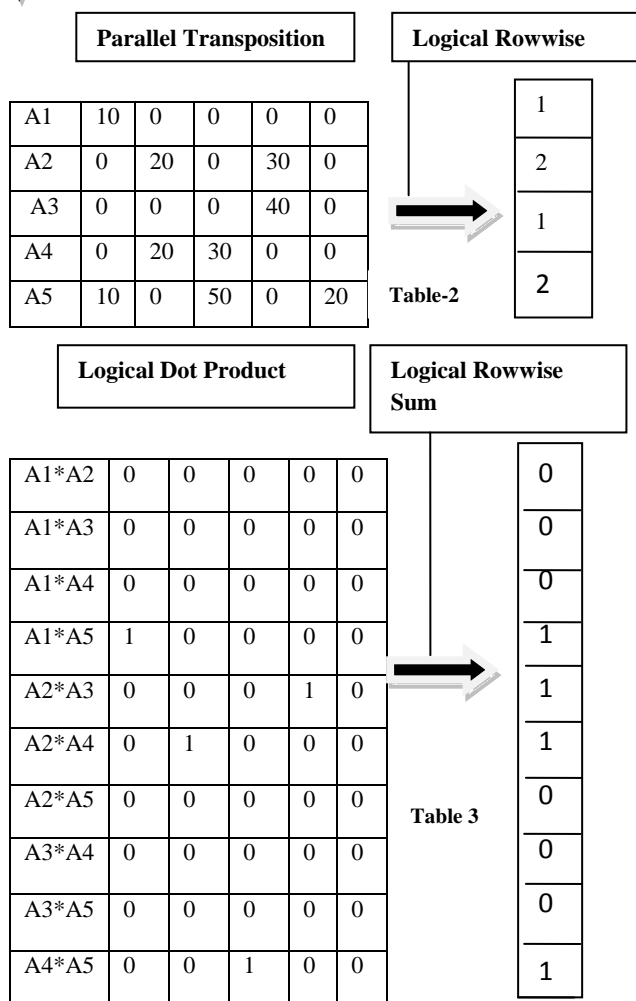 Parallel Transposition
Logical Rowwise
A1 10 0 0 0 0
A2 0 20 0 30 0
A3 0 0 0 40 0
A4 0 20 30 0 0
A5 10 0 50 0 20
1
2
1
2
Table-2
Logical Dot Product
Logical Rowwise
Sum
A1*A2 0 0 0 0 0
A1*A3 0 0 0 0 0
A1*A4 0 0 0 0 0
A1*A5 1 0 0 0 0
A2*A3 0 0 0 1 0
A2*A4 0 1 0 0 0
A2*A5 0 0 0 0 0
A3*A4 0 0 0 0 0
A3*A5 0 0 0 0 0
A4*A5 0 0 1 0 0
0
0
0
1
1
1
0
0
0
1
Table 3